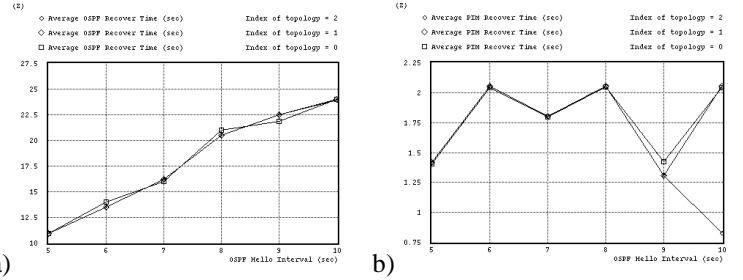 (Z)
Average OSPF Recover Time (sec) Index of topology = 2
Average OSPF Recover Time (sec) Index of topology = 1
Average OSPF Recover Time (sec) Index of topology = 0
27.5
25
22.5
20
17.5
15
12.5
10
5 6 7 8 9 10
OSPF Hello Interval (sec)
a)
(Z)
Average PIM Recover Time (sec) Index of topology = 2
Average PIM Recover Time (sec) Index of topology = 1
Average PIM Recover Time (sec) Index of topology = 0
2.25
2
1.75
1.5
1.25
1
0.75
5 6 7 8 9 10
OSPF Hello Interval (sec)
b)